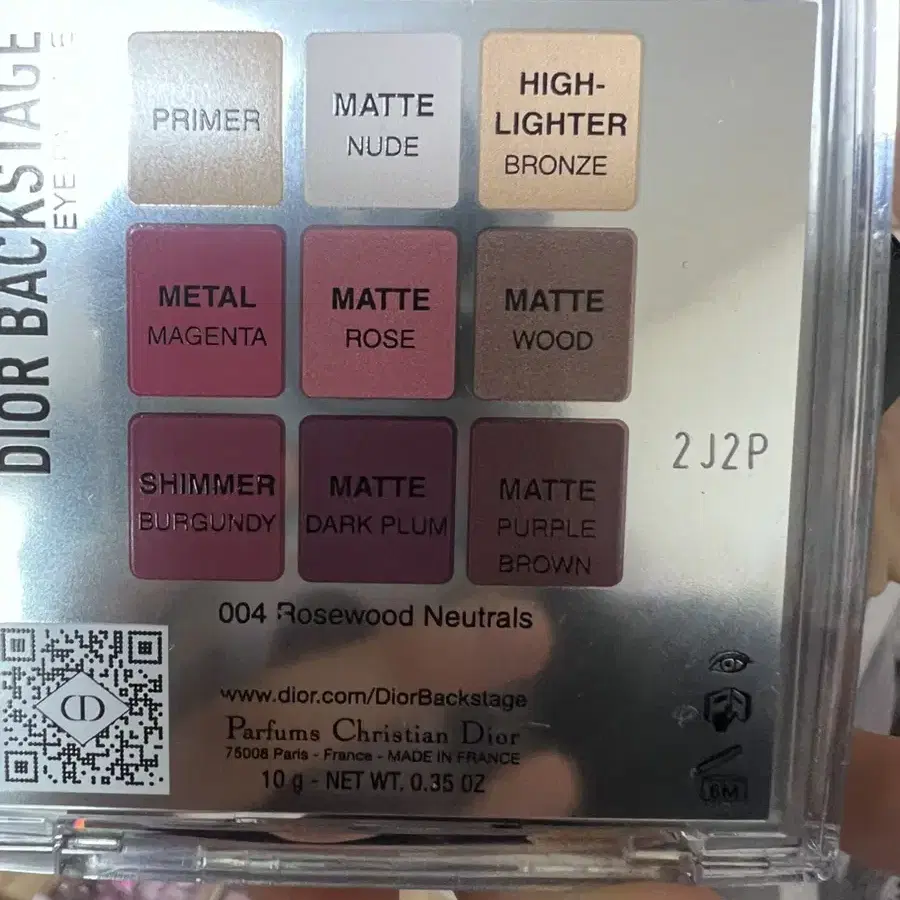 DIOR BACKSTAGE
PRIMER
MATTE
NUDE
HIGH-
LIGHTER
BRONZE
METAL
MAGENTA
MATTE
ROSE
MATTE
WOOD
SHIMMER
BURGUNDY
MATTE
DARK PLUM
MATTE
PURPLE
BROWN
2J2P
004 Rosewood Neutrals
www.dior.com/DiorBackstage
Parfums Christian Dior
75008 Paris - France - MADE IN FRANCE
10 g - NET WT. 0.35 OZ
6M